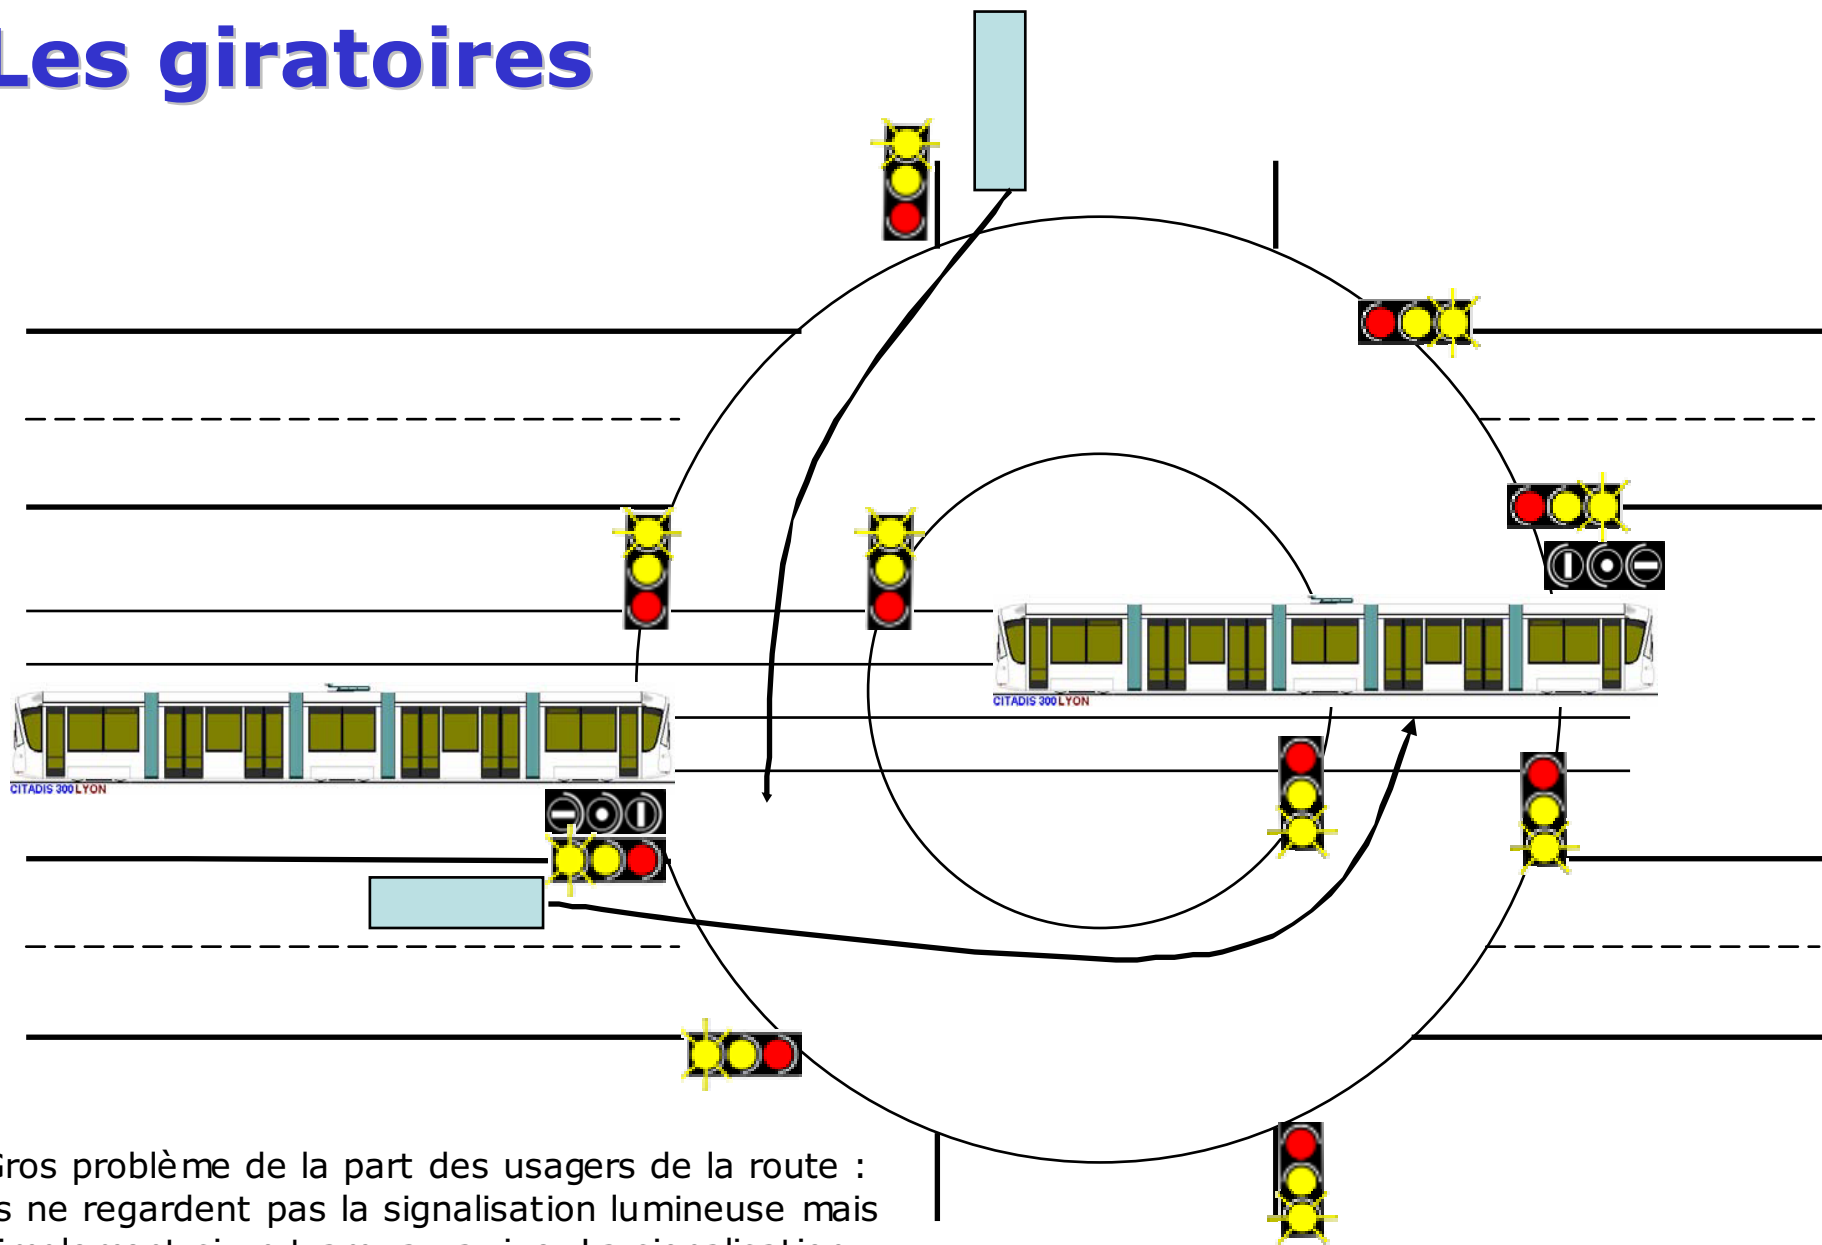 Les giratoires
CITADIS 300 LYON
CITADIS 300 LYON
Gros problème de la part des usagers de la route :
s ne regardent pas la signalisation lumineuse mais